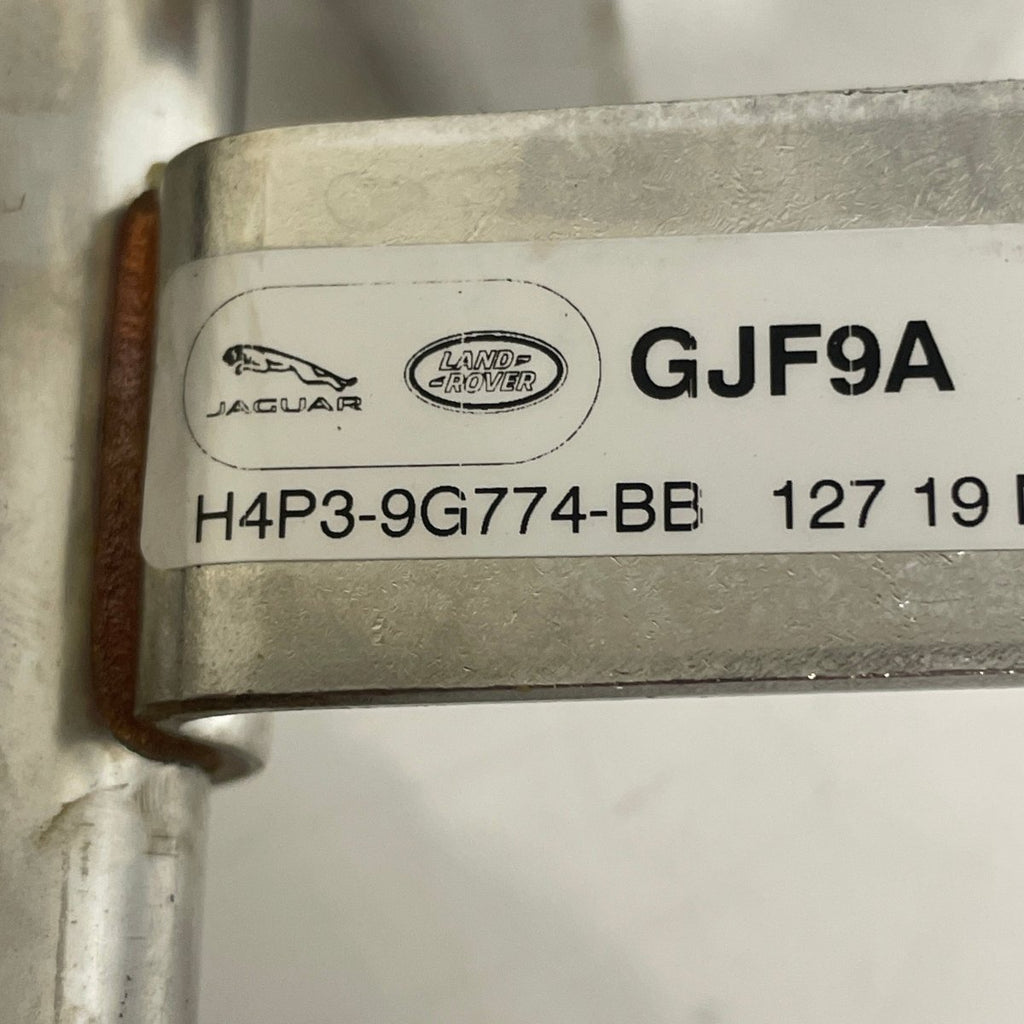 JAGUAR
LAND-
-ROVER
GJF9A
H4P3-9G774-BB 127 19